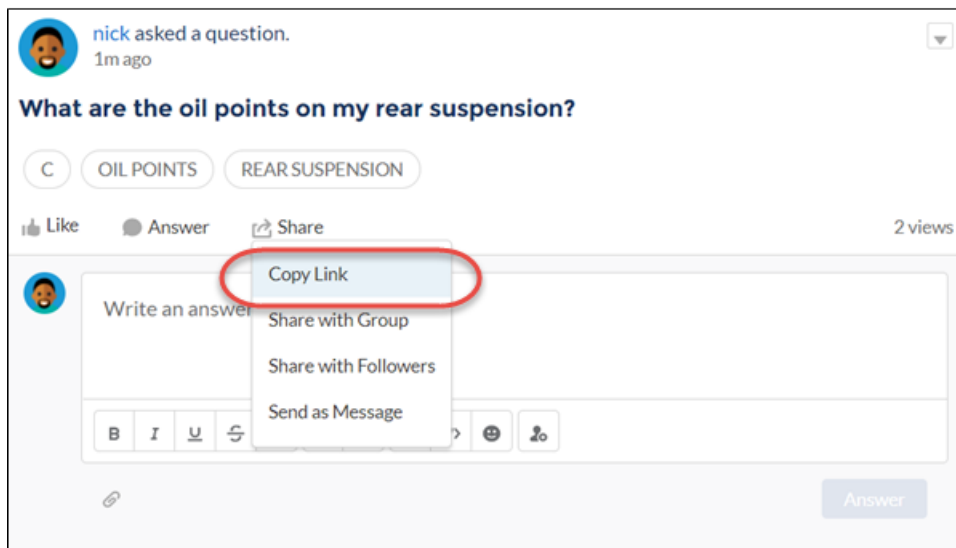 nick asked a question.
1m ago
What are the oil points on my rear suspension?
C OIL POINTS REAR SUSPENSION
Like Answer Share 2 views
Copy Link
Write an answer
Share with Group
Share with Followers
Send as Message
B I U S
Answer